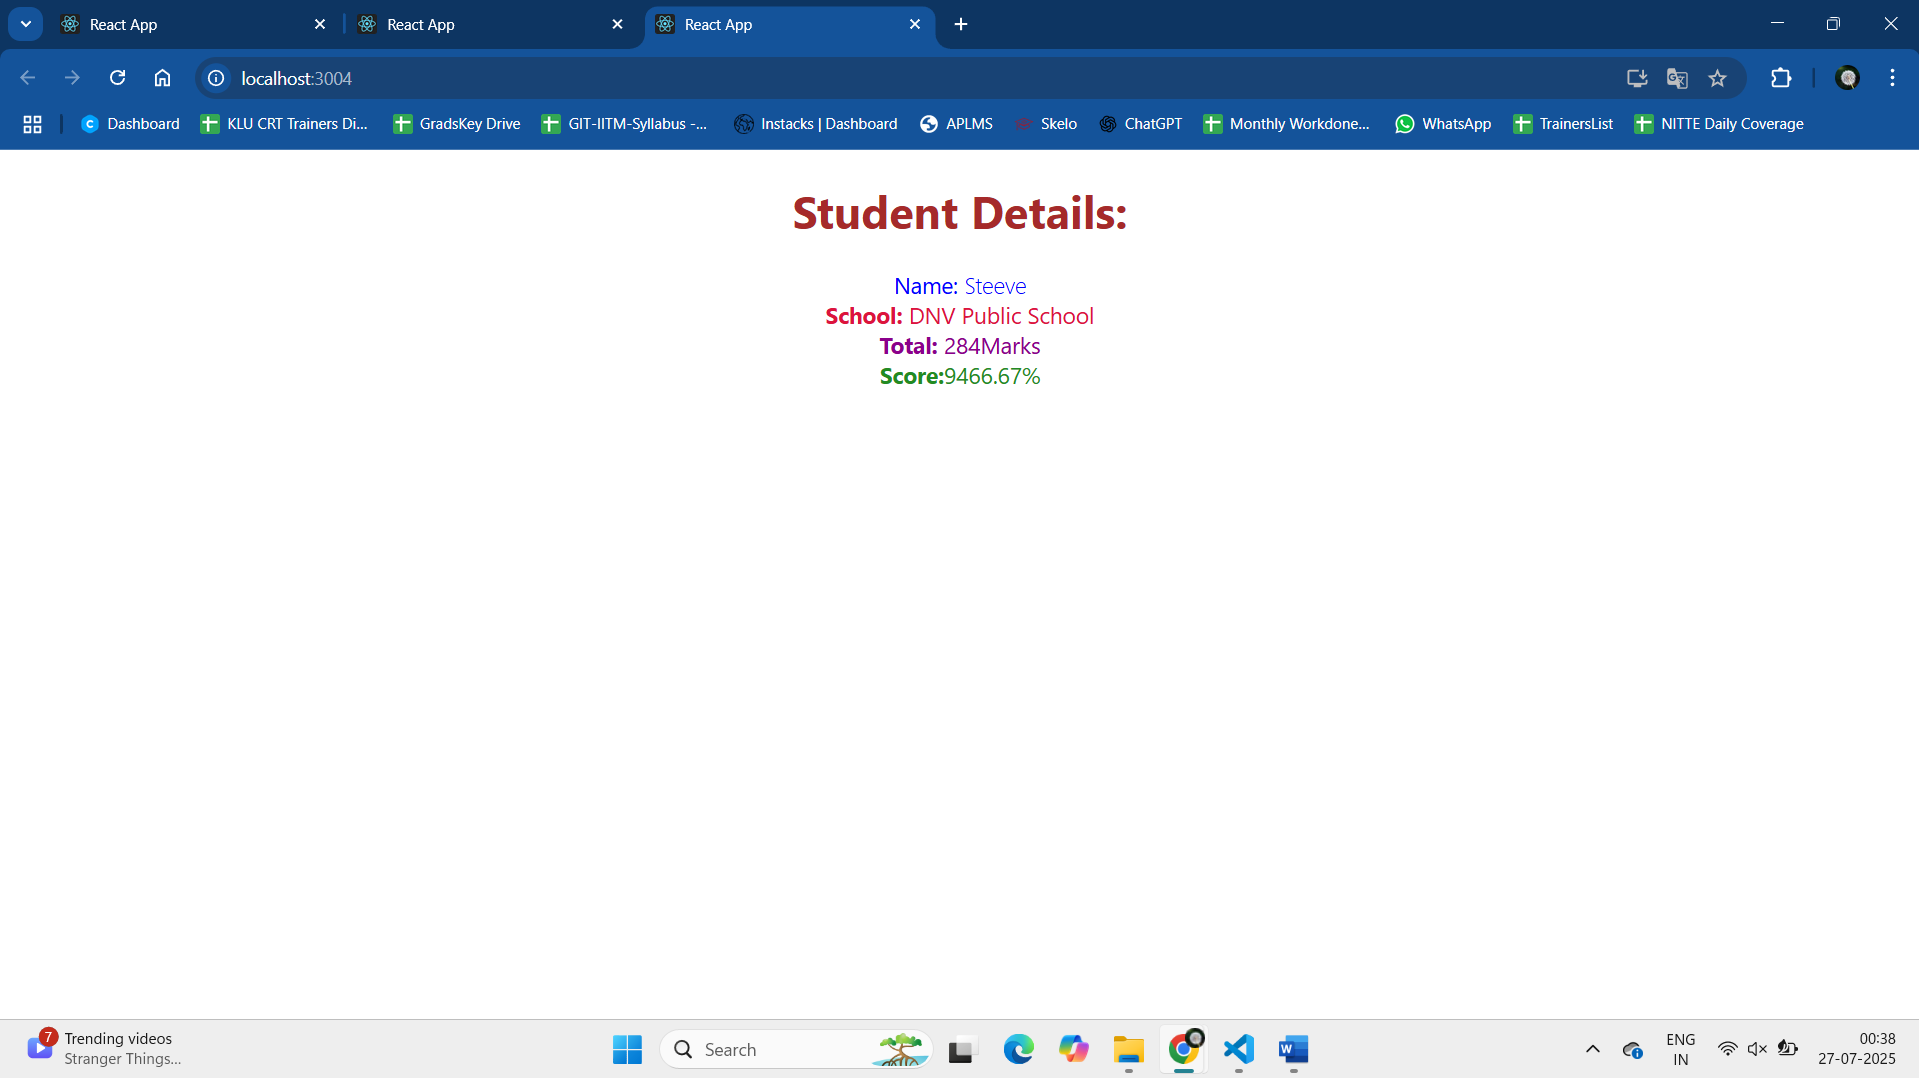 React App
React App
React App
localhost:3004
Dashboard
KLU CRT Trainers Di...
GradsKey Drive
GIT-IITM-Syllabus -...
Instacks | Dashboard
APLMS
Skelo
ChatGPT
Monthly Workdone...
WhatsApp
TrainersList
NITTE Daily Coverage
Student Details:
Name: Steeve
School: DNV Public School
Total: 284Marks
Score:9466.67%
7
Trending videos
Stranger Things...
Search
ENG
IN
00:38
27-07-2025